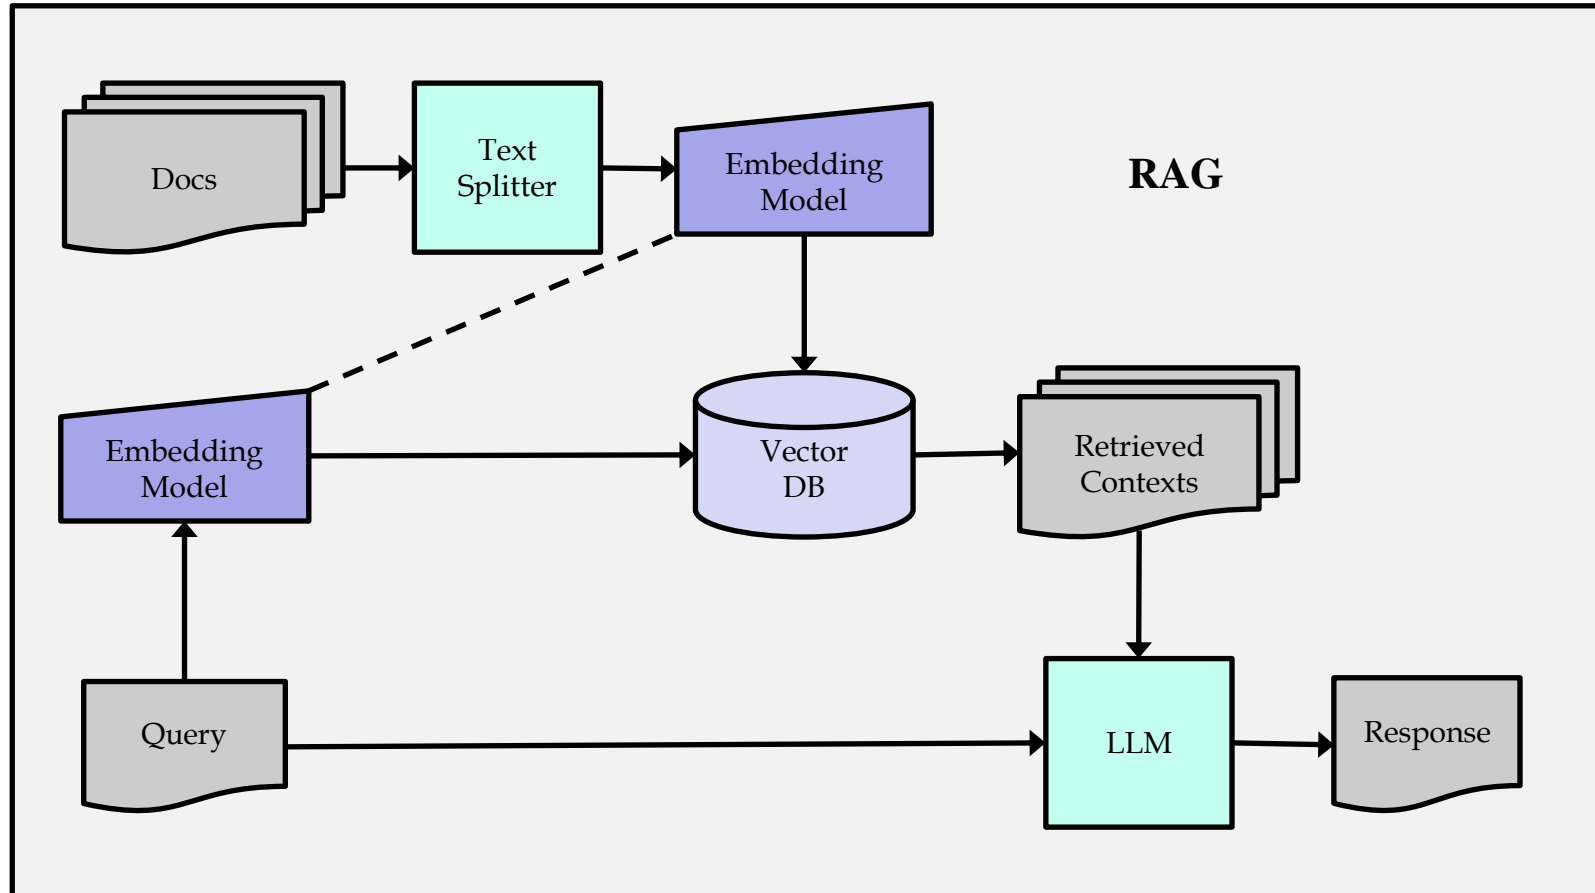 Docs
Text
Splitter
Embedding
Model
RAG
Embedding
Model
Vector
DB
Retrieved
Contexts
Query
LLM
Response